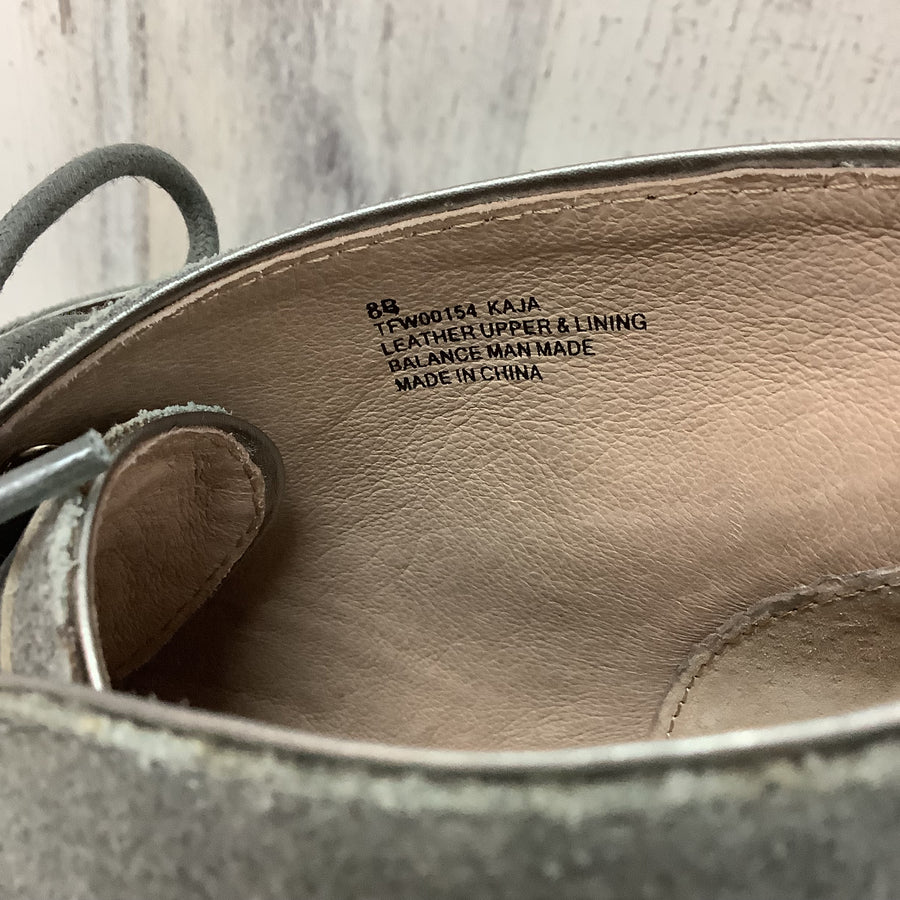 8B
TFW00154 KAJA
LEATHER UPPER & LINING
BALANCE MAN MADE
MADE IN CHINA